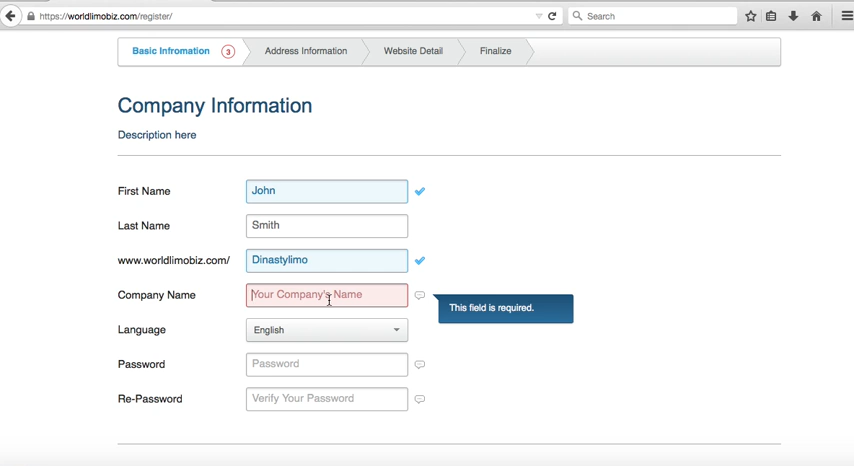 https://worldlimobiz.com/register/
Search
Basic Infromation 3 Address Information Website Detail Finalize
Company Information
Description here
First Name John
Last Name Smith
www.worldlimobiz.com/ Dinastylimo
Company Name Your Company's Name This field is required.
Language English
Password Password
Re-Password Verify Your Password